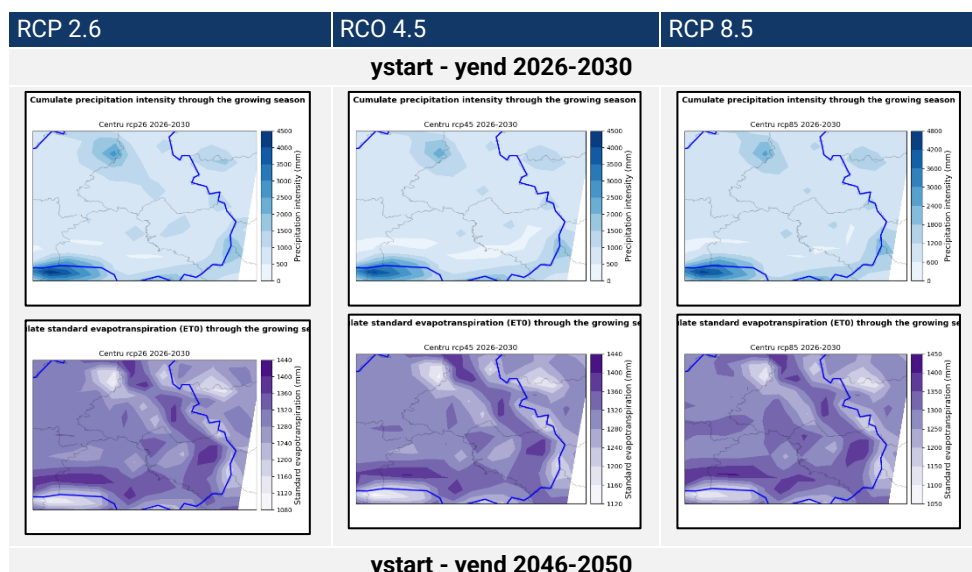 RCP 2.6
RCO 4.5
RCP 8.5
ystart - yend 2026-2030
Cumulate precipitation intensity through the growing season
Centru rcp26 2026-2030
4500
4000
3500
3000
2500
2000
1500
1000
500
0
Precipitation intensity (mm)
Cumulate precipitation intensity through the growing season
Centru rcp45 2026-2030
4500
4000
3500
3000
2500
2000
1500
1000
500
0
Precipitation intensity (mm)
Cumulate precipitation intensity through the growing season
Centru rcp85 2026-2030
4800
4200
3600
3000
2400
1800
1200
600
0
Precipitation intensity (mm)
late standard evapotranspiration (ET0) through the growing se
Centru rcp26 2026-2030
1440
1400
1360
1320
1280
1240
1200
1160
1120
1080
Standard evapotranspiration (mm)
late standard evapotranspiration (ET0) through the growing se
Centru rcp45 2026-2030
1440
1400
1360
1320
1280
1240
1200
1160
1120
Standard evapotranspiration (mm)
late standard evapotranspiration (ET0) through the growing se
Centru rcp85 2026-2030
1450
1400
1350
1300
1250
1200
1150
1100
1050
Standard evapotranspiration (mm)
ystart - yend 2046-2050